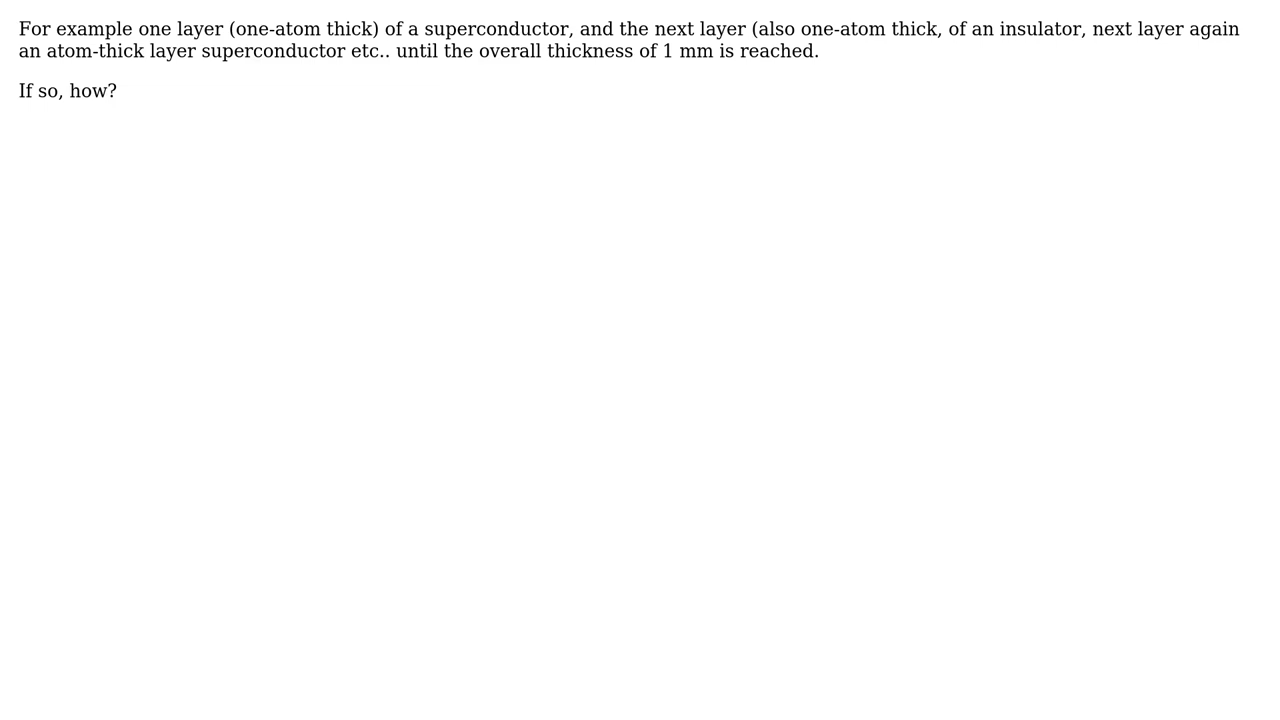 For example one layer (one-atom thick) of a superconductor, and the next layer (also one-atom thick, of an insulator, next layer again
an atom-thick layer superconductor etc.. until the overall thickness of 1 mm is reached.
If so, how?